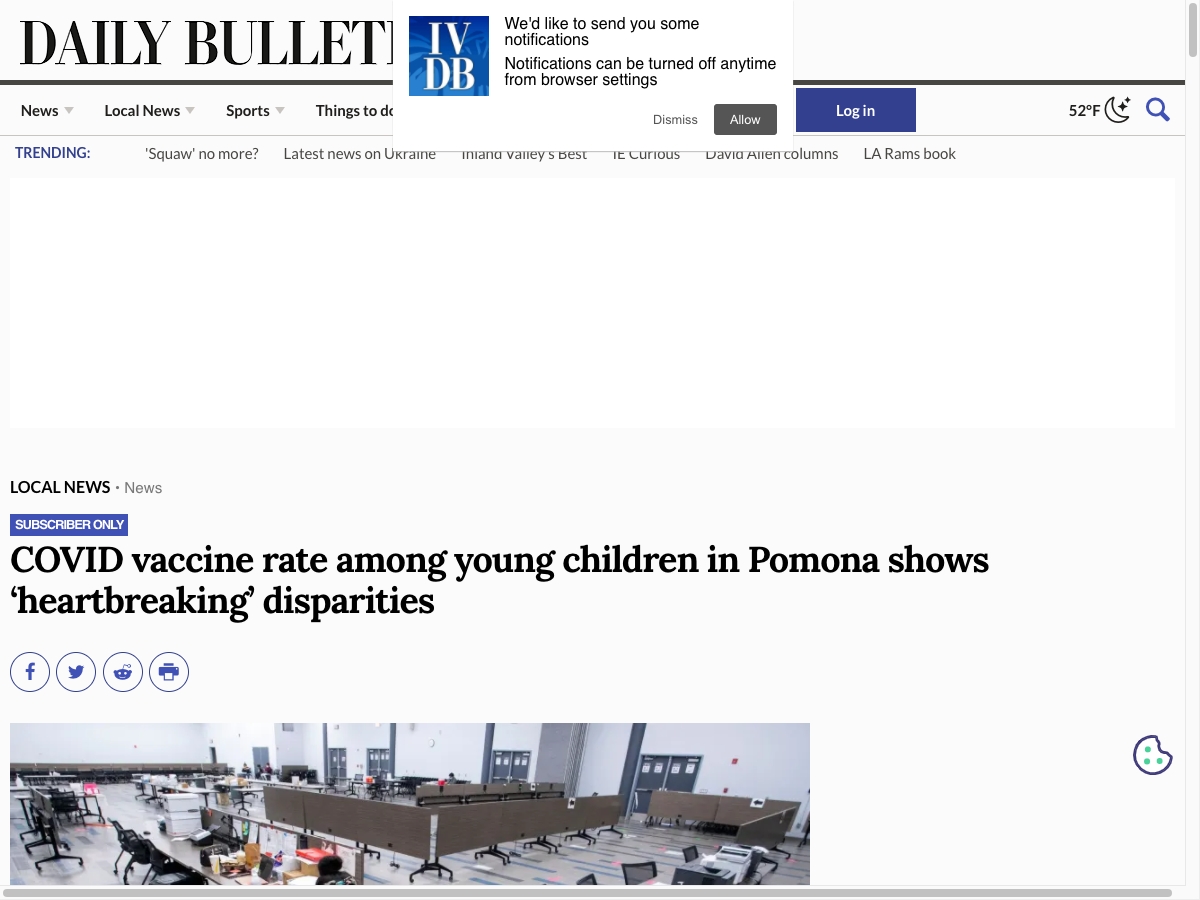 DAILY BULLETI
IV
DB
We'd like to send you some
notifications
Notifications can be turned off anytime
from browser settings
Dismiss
Allow
News
Local News
Sports
Things to do
Log in
52°F
TRENDING:
'Squaw' no more?
Latest news on Ukraine
Inland Valley's Best
IE Curious
David Allen columns
LA Rams book
LOCAL NEWS • News
SUBSCRIBER ONLY
COVID vaccine rate among young children in Pomona shows
‘heartbreaking’ disparities